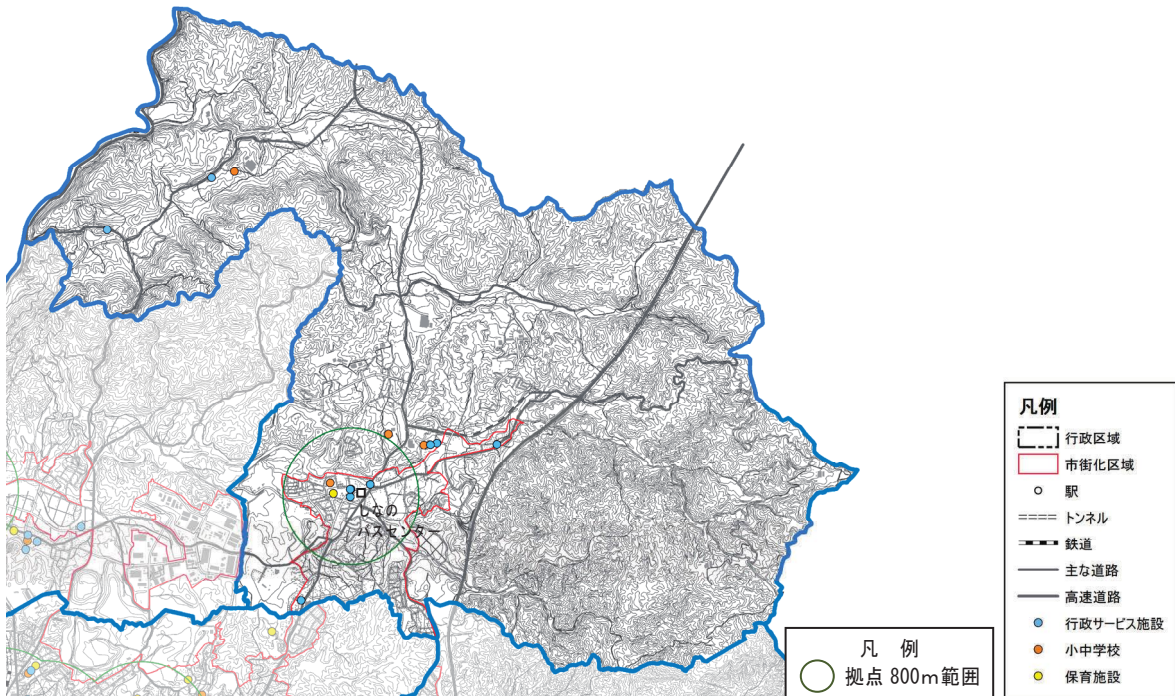 しなの
バスセンター
凡 例
拠点 800m範囲
凡例
行政区域
市街化区域
駅
トンネル
鉄道
主な道路
高速道路
行政サービス施設
小中学校
保育施設